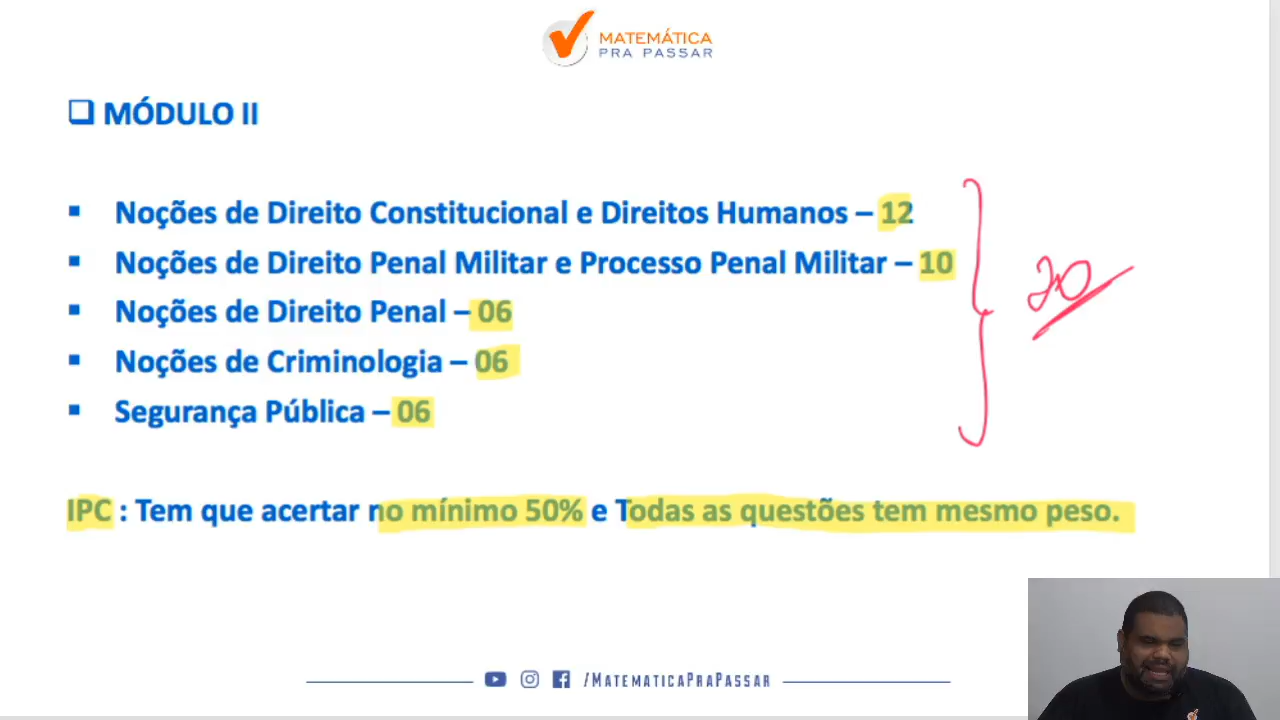 MATEMÁTICA
PRA PASSAR
MÓDULO II
Noções de Direito Constitucional e Direitos Humanos – 12
Noções de Direito Penal Militar e Processo Penal Militar – 10
Noções de Direito Penal – 06
Noções de Criminologia – 06
Segurança Pública – 06
20
IPC : Tem que acertar no mínimo 50% e Todas as questões tem mesmo peso.
/MATEMATICAPRAPASSAR